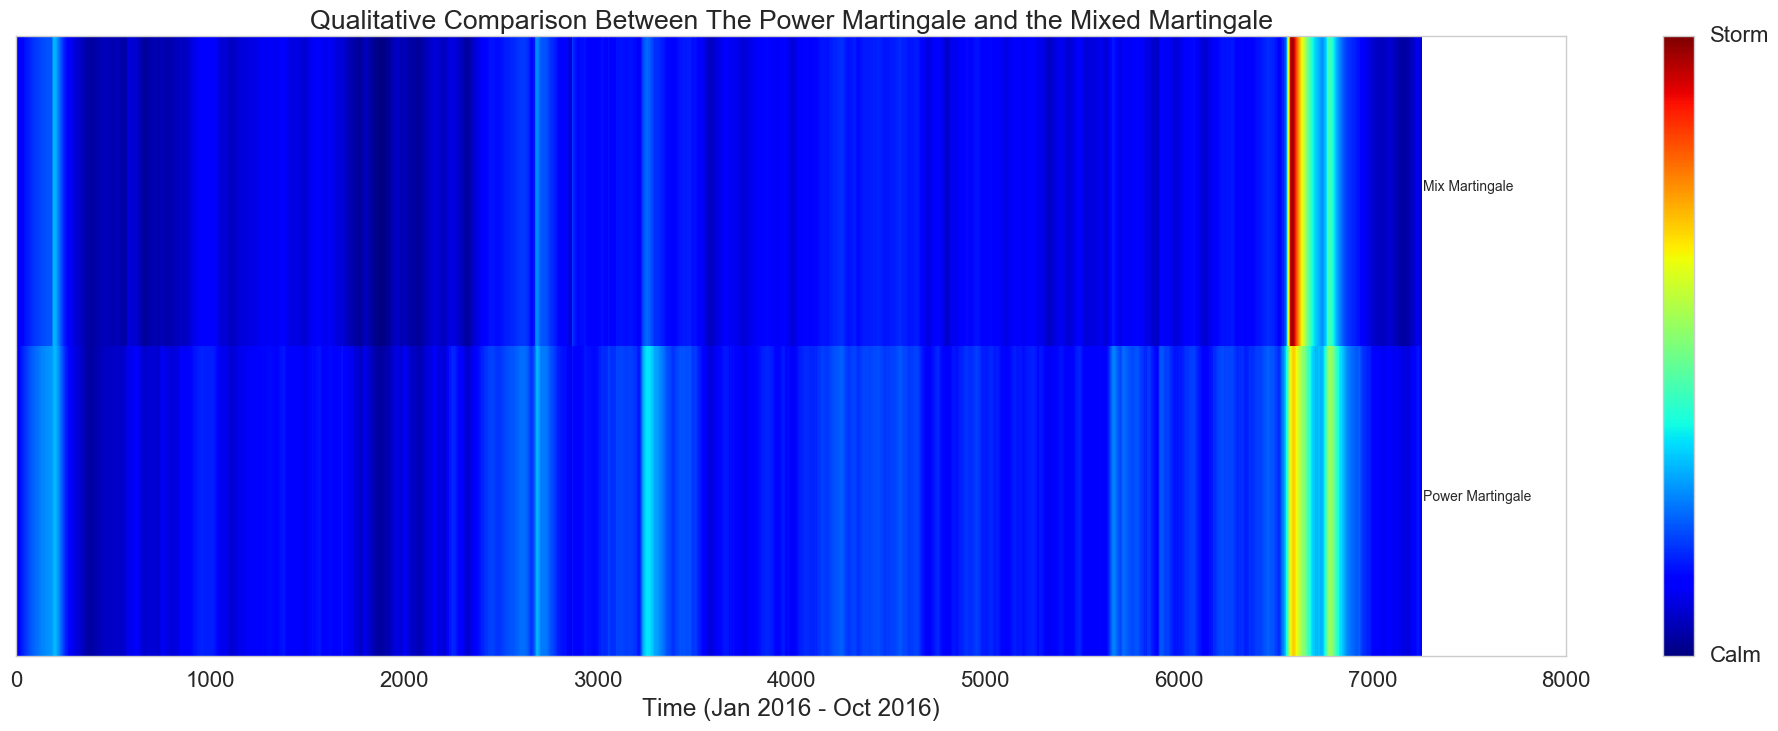 Qualitative Comparison Between The Power Martingale and the Mixed Martingale
Storm
Mix Martingale
Power Martingale
Calm
0 1000 2000 3000 4000 5000 6000 7000 8000
Time (Jan 2016 - Oct 2016)